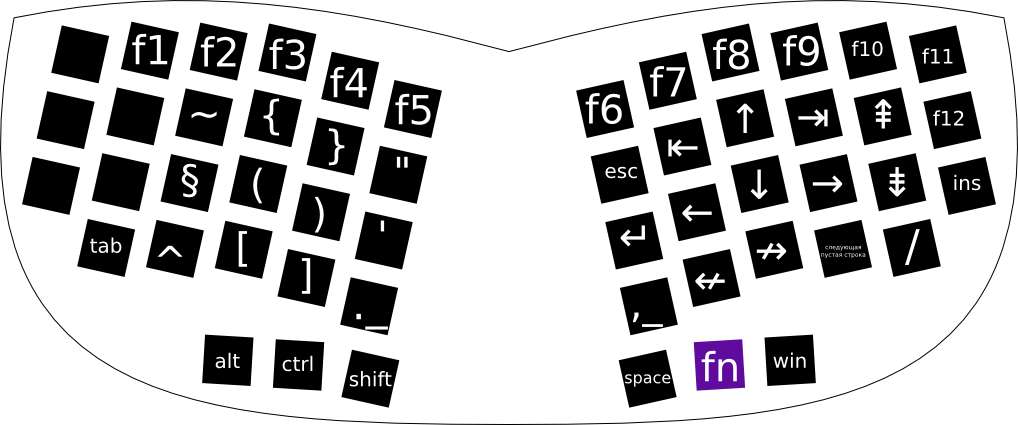 f1 f2 f3 f4 f5
~ { } "
§ ( ) '
tab ^ [ ] ._
alt ctrl shift
f6 f7 f8 f9 f10 f11
esc ⇤ ↑ ⇥ ⇞ f12
↵ ← ↓ → ⇟ ins
,_ ↚ ↛ следующая
пустая строка /
space fn win